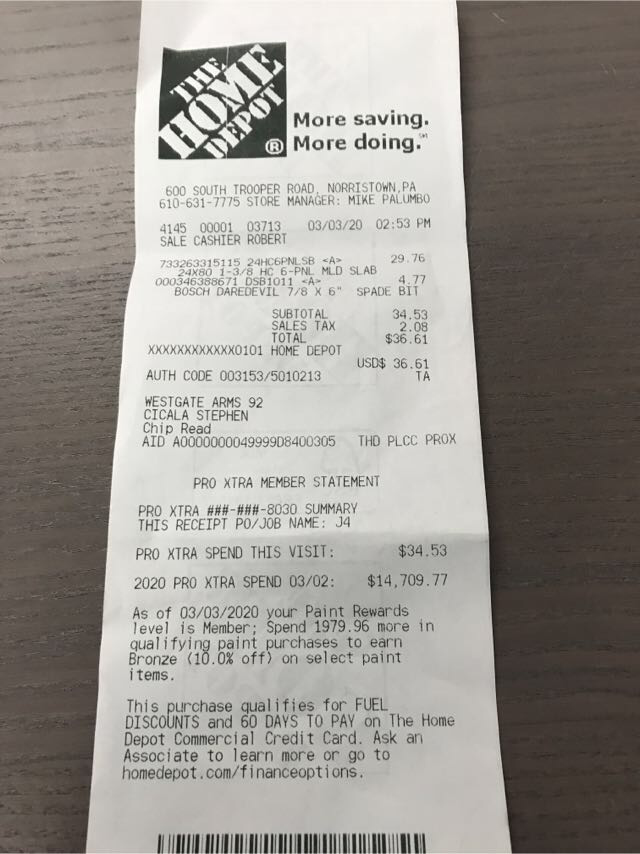 THE
HOME
DEPOT
®
More saving.
More doing.℠
600 SOUTH TROOPER ROAD, NORRISTOWN,PA
610-631-7775 STORE MANAGER: MIKE PALUMBO
4145 00001 03713 03/03/20 02:53 PM
SALE CASHIER ROBERT
733263315115 24HC6PNLSB <A> 29.76
24X80 1-3/8 HC 6-PNL MLD SLAB
000346388671 DSB1011 <A> 4.77
BOSCH DAREDEVIL 7/8 X 6" SPADE BIT
SUBTOTAL 34.53
SALES TAX 2.08
TOTAL $36.61
XXXXXXXXXXXX0101 HOME DEPOT
USD$ 36.61
AUTH CODE 003153/5010213 TA
WESTGATE ARMS 92
CICALA STEPHEN
Chip Read
AID A0000000049999D8400305 THD PLCC PROX
PRO XTRA MEMBER STATEMENT
PRO XTRA ###-###-8030 SUMMARY
THIS RECEIPT PO/JOB NAME: J4
PRO XTRA SPEND THIS VISIT: $34.53
2020 PRO XTRA SPEND 03/02: $14,709.77
As of 03/03/2020 your Paint Rewards
level is Member; Spend 1979.96 more in
qualifying paint purchases to earn
Bronze (10.0% off) on select paint
items.
This purchase qualifies for FUEL
DISCOUNTS and 60 DAYS TO PAY on The Home
Depot Commercial Credit Card. Ask an
Associate to learn more or go to
homedepot.com/financeoptions.